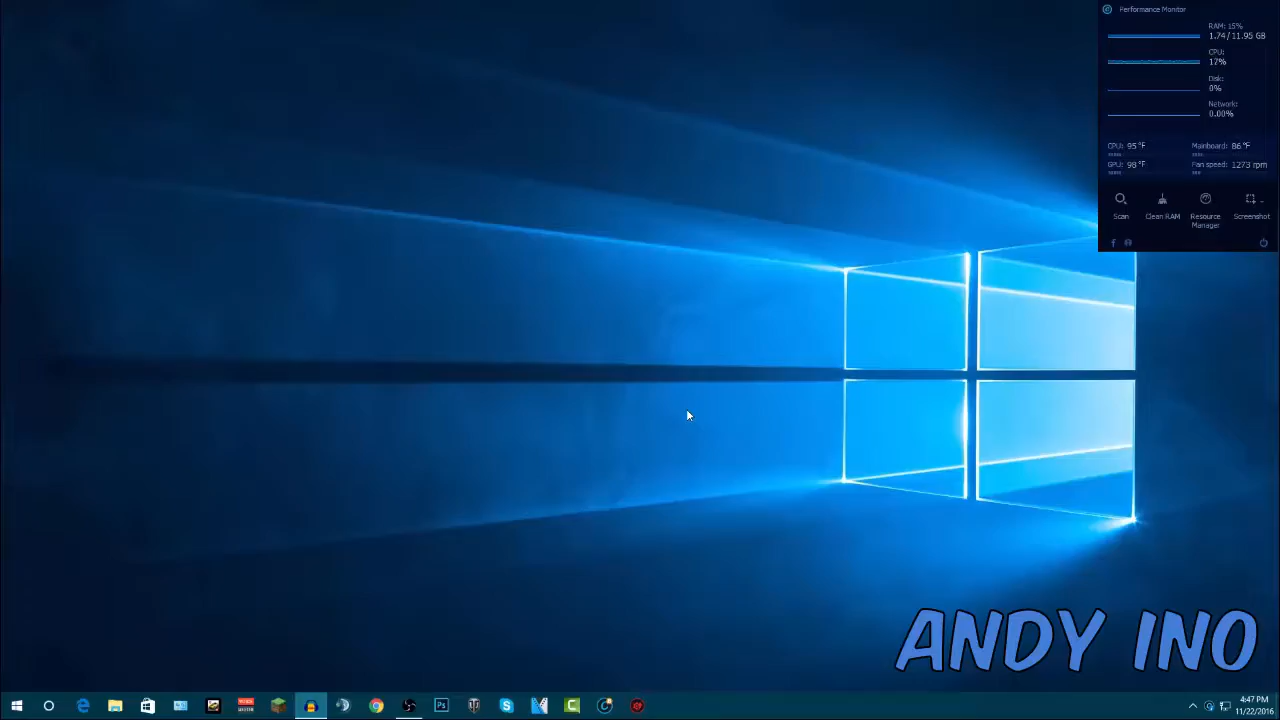 Performance Monitor
RAM: 15%
1.74/11.95 GB
CPU:
17%
Disk:
0%
Network:
0.00%
CPU: 95 °F Mainboard: 86 °F
GPU: 98 °F Fan speed: 1273 rpm
Scan Clean RAM Resource Manager Screenshot
ANDY INO
Ps
4:47 PM
11/22/2016